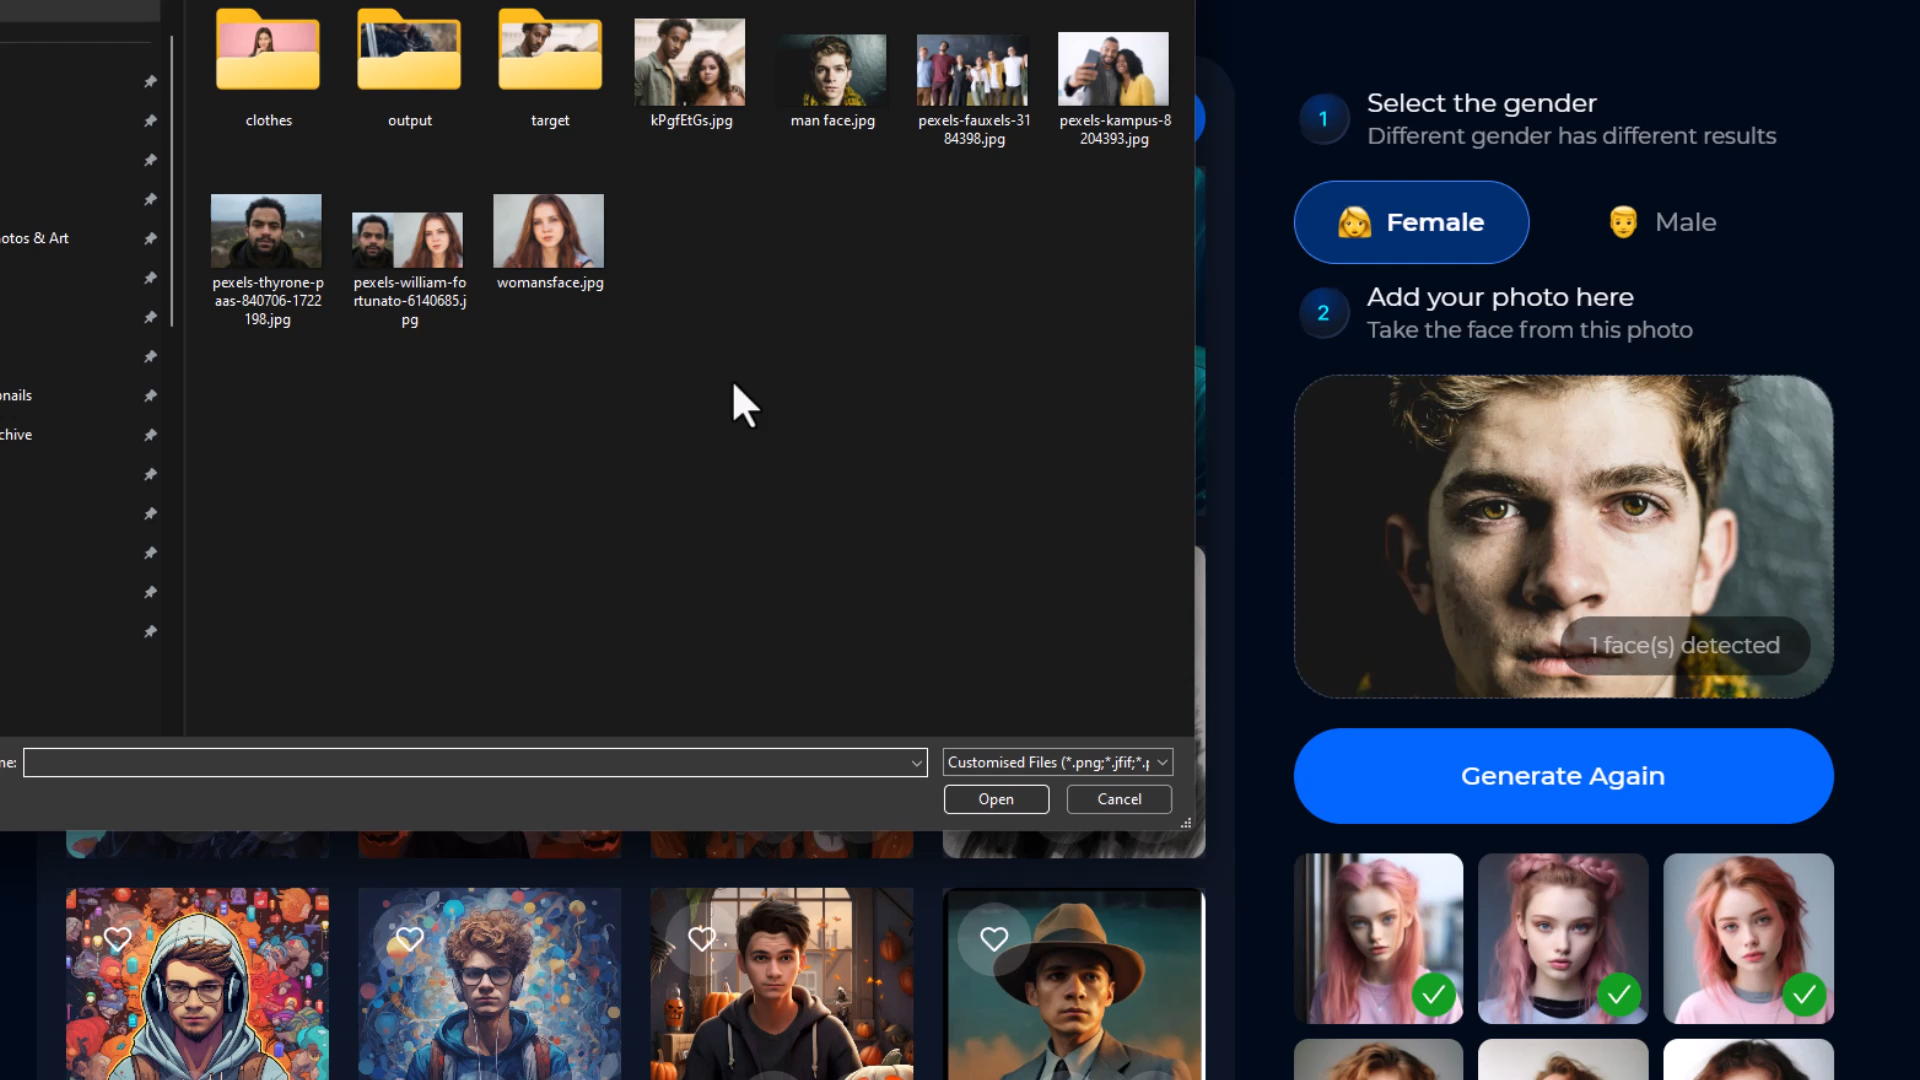 clothes
output
target
kPgfEtGs.jpg
man face.jpg
pexels-fauxels-31
84398.jpg
pexels-kampus-8
204393.jpg
otos & Art
pexels-thyrone-p
aas-840706-1722
198.jpg
pexels-william-fo
rtunato-6140685.j
pg
womansface.jpg
nails
chive
me:
Customised Files (*.png;*.jfif;*.
Open
Cancel
1
Select the gender
Different gender has different results
Female
Male
2
Add your photo here
Take the face from this photo
1 face(s) detected
Generate Again